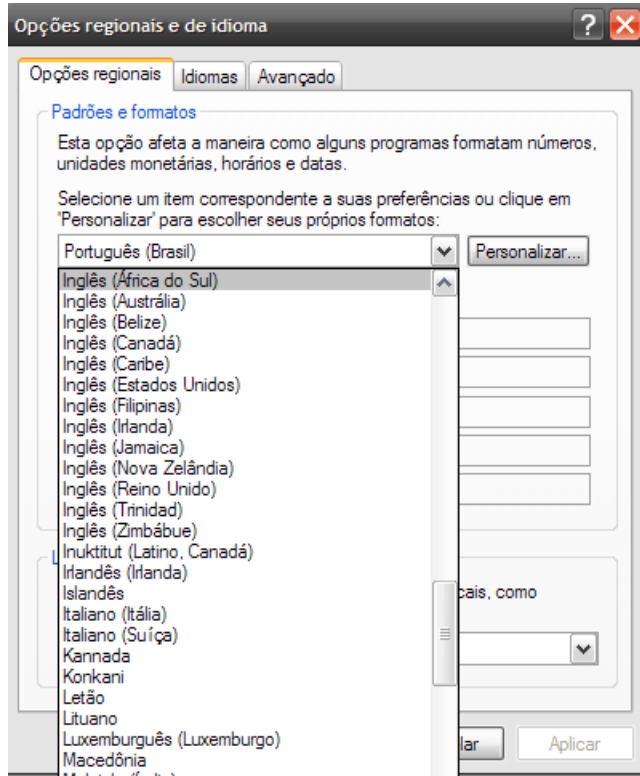 Opções regionais e de idioma
Opções regionais Idiomas Avançado
Padrões e formatos
Esta opção afeta a maneira como alguns programas formatam números,
unidades monetárias, horários e datas.
Selecione um item correspondente a suas preferências ou clique em
'Personalizar' para escolher seus próprios formatos:
Português (Brasil) Personalizar...
Inglês (África do Sul)
Inglês (Austrália)
Inglês (Belize)
Inglês (Canadá)
Inglês (Caribe)
Inglês (Estados Unidos)
Inglês (Filipinas)
Inglês (Irlanda)
Inglês (Jamaica)
Inglês (Nova Zelândia)
Inglês (Reino Unido)
Inglês (Trinidad)
Inglês (Zimbábue)
Inuktitut (Latino, Canadá)
Irlandês (Irlanda)
Islandês
cais, como
Italiano (Itália)
Italiano (Suíça)
Kannada
Konkani
Letão
Lituano
Luxemburguês (Luxemburgo)
lar Aplicar
Macedônia